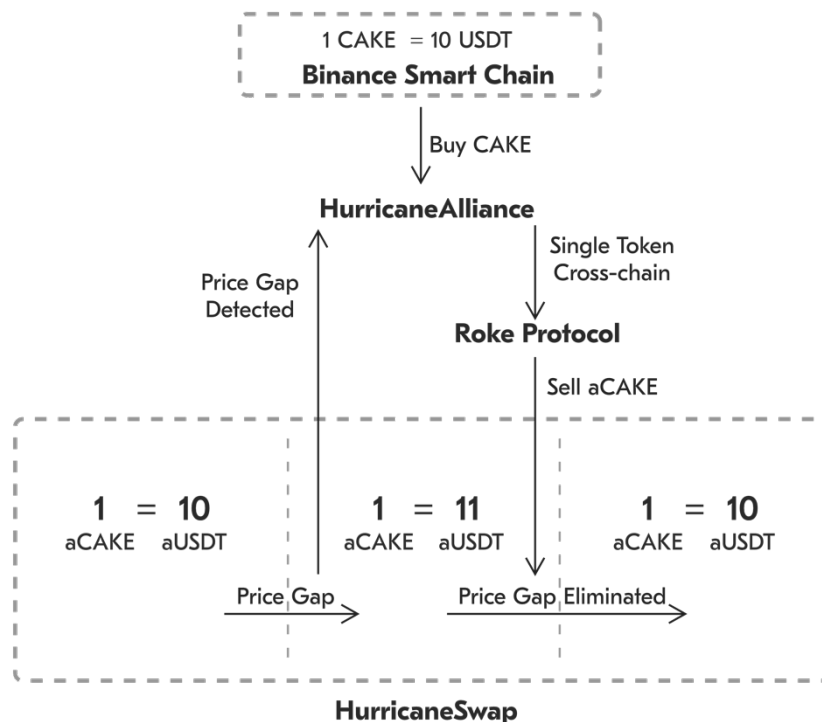 1 CAKE = 10 USDT
Binance Smart Chain
Buy CAKE
HurricaneAlliance
Single Token
Cross-chain
Price Gap
Detected
Roke Protocol
Sell aCAKE
1 = 10
aCAKE aUSDT
1 = 11
aCAKE aUSDT
1 = 10
aCAKE aUSDT
Price Gap
Price Gap Eliminated
HurricaneSwap